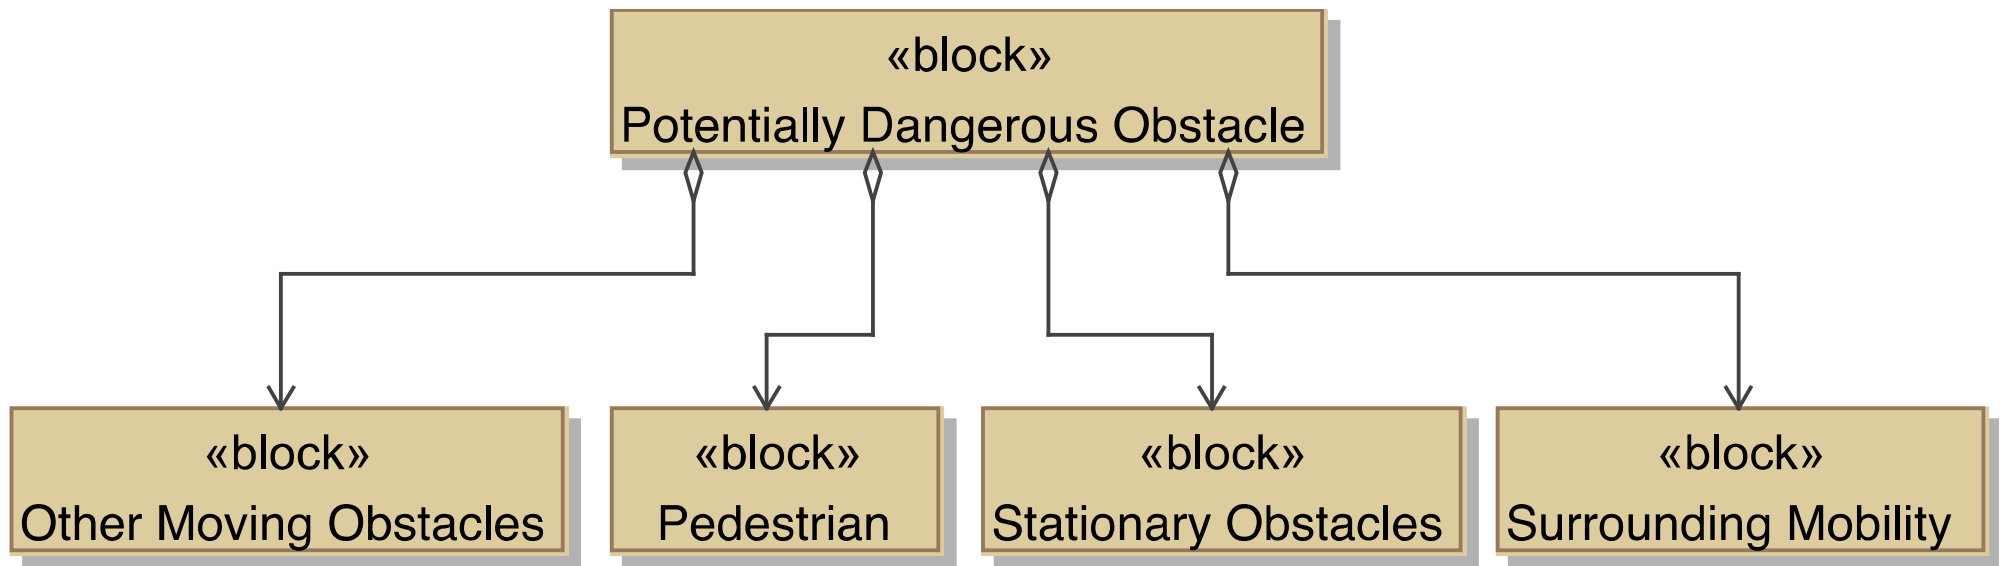 «block»
Potentially Dangerous Obstacle
«block»
Other Moving Obstacles
«block»
Pedestrian
«block»
Stationary Obstacles
«block»
Surrounding Mobility